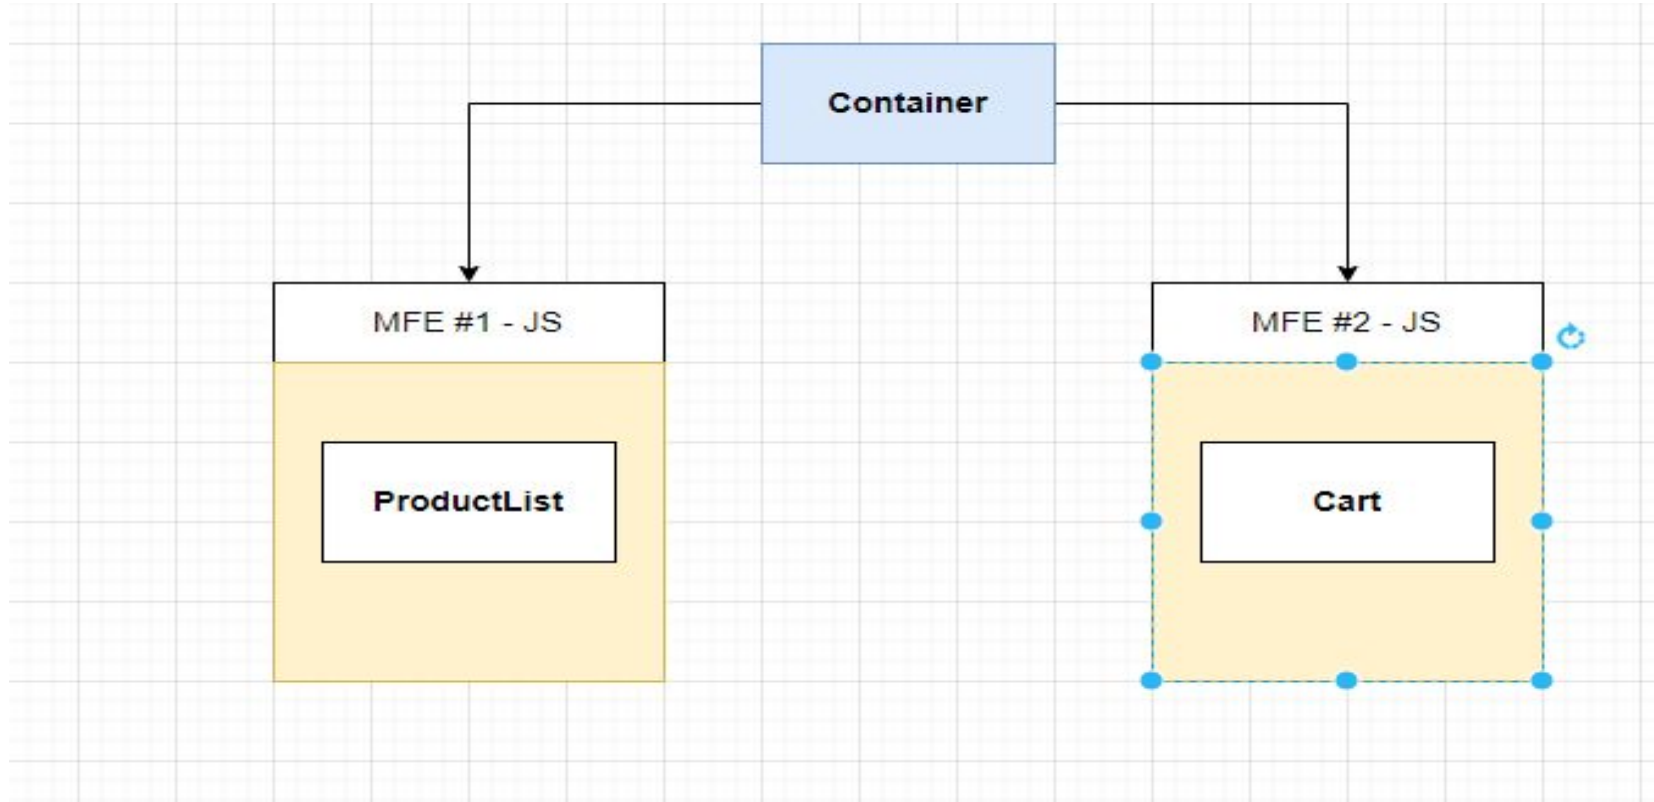 Container
MFE #1 - JS
MFE #2 - JS
ProductList
Cart